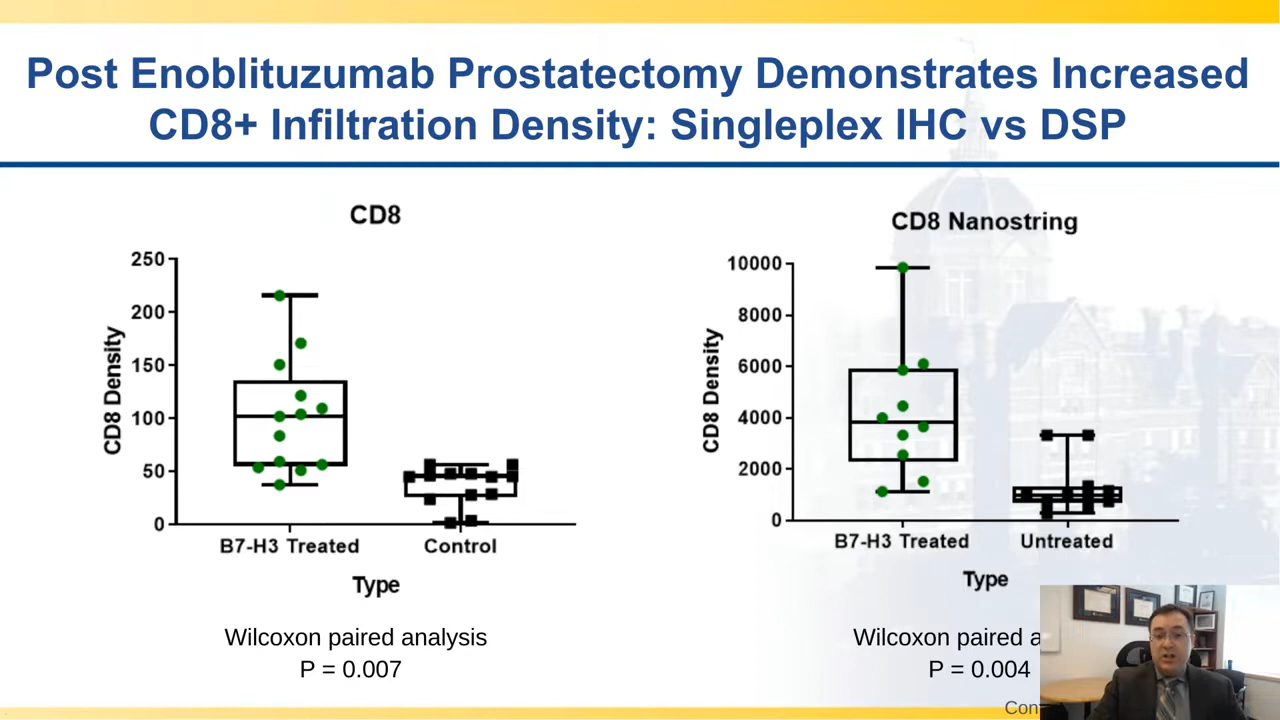 Post Enoblituzumab Prostatectomy Demonstrates Increased
CD8+ Infiltration Density: Singleplex IHC vs DSP
CD8
250
200
150
100
50
0
CD8 Density
B7-H3 Treated
Control
Type
Wilcoxon paired analysis
P = 0.007
CD8 Nanostring
10000
8000
6000
4000
2000
0
CD8 Density
B7-H3 Treated
Untreated
Type
Wilcoxon paired a
P = 0.004